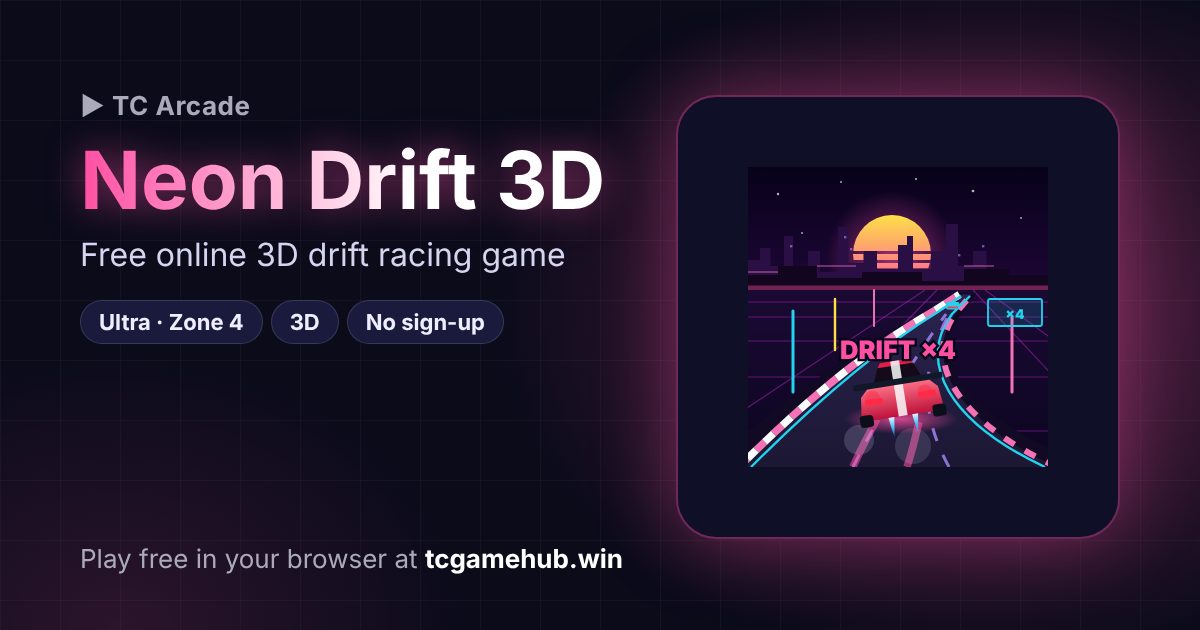 ▶ TC Arcade
Neon Drift 3D
Free online 3D drift racing game
Ultra · Zone 4
3D
No sign-up
×4
DRIFT ×4
Play free in your browser at tcgamehub.win